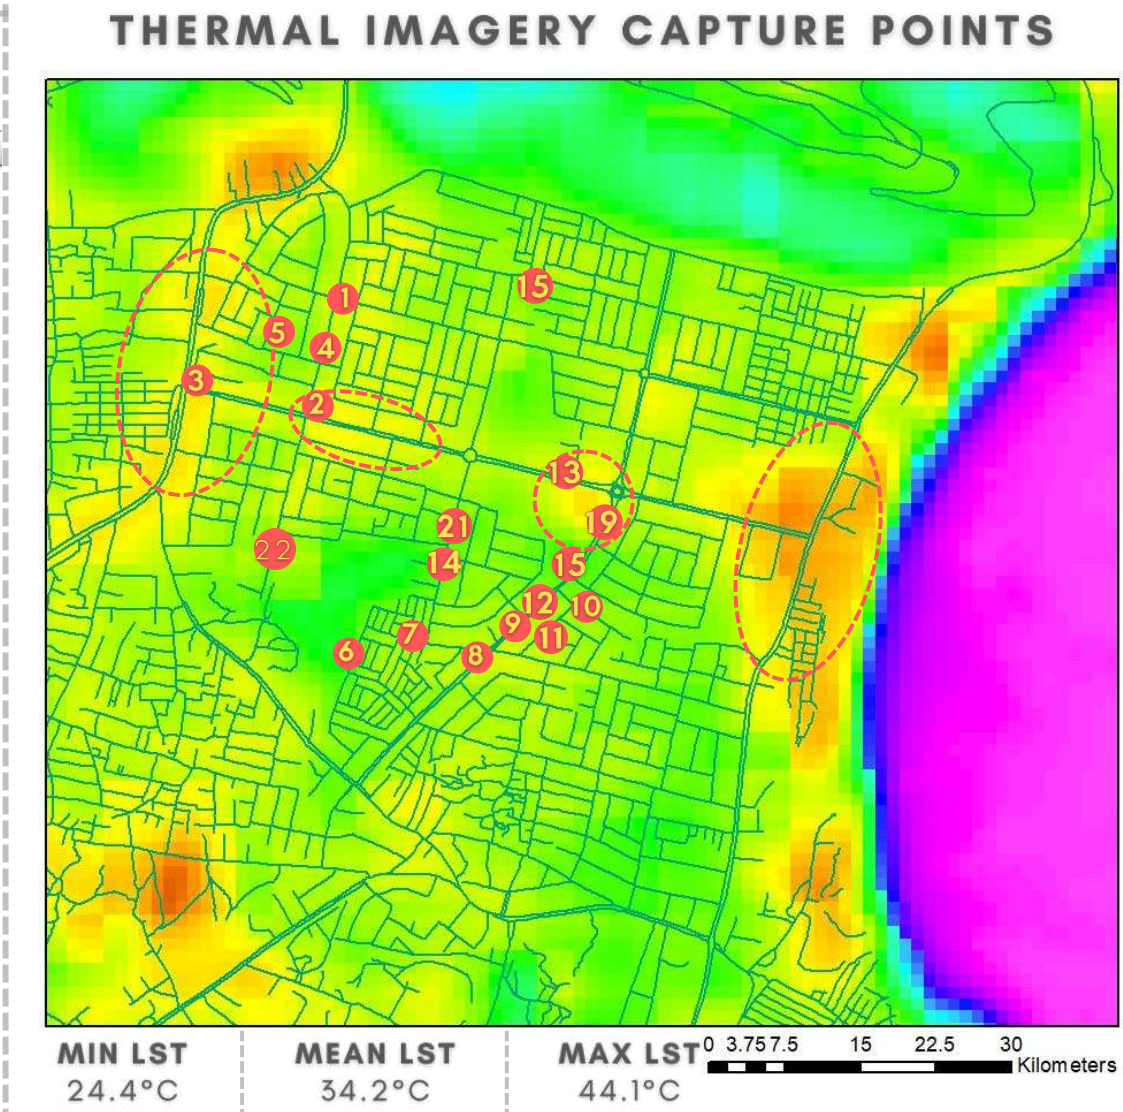 THERMAL IMAGERY CAPTURE POINTS
1
15
5
4
3
2
13
19
21
22
14
15
12
10
9
11
7
6
8
MIN LST
24.4°C
MEAN LST
34.2°C
MAX LST
44.1°C
0 3.75 7.5 15 22.5 30
Kilometers